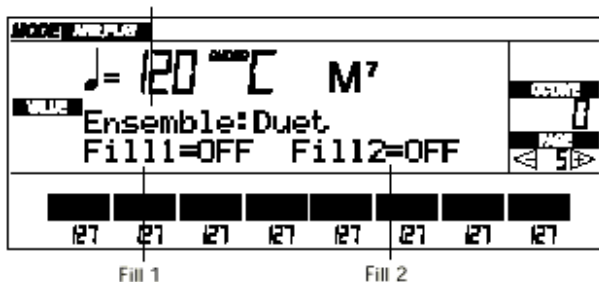 MODE ARR.PLAY
♩= 120 CHORD C M7
OCTAVE
0
VALUE
Ensemble:Duet
Fill1=OFF Fill2=OFF
PAGE
5
127 127 127 127 127 127 127 127
Fill 1 Fill 2